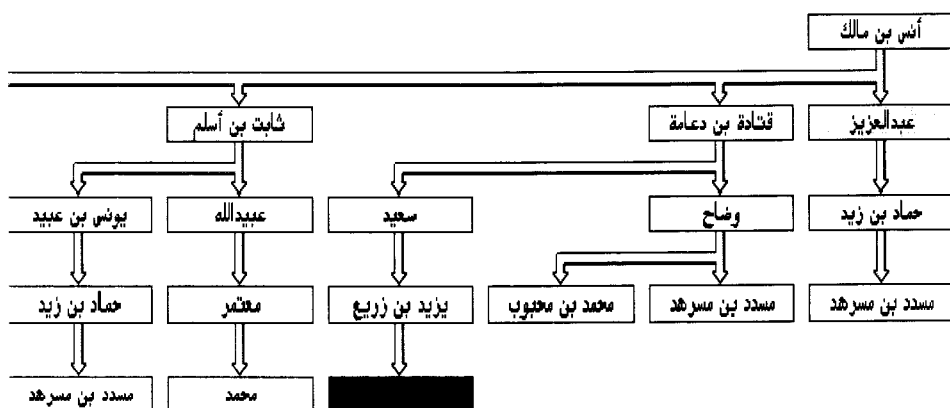 أنس بن مالك
عبدالعزيز قتادة بن دعامة ثابت بن أسلم
حماد بن زيد وضاح سعيد عبيدالله يونس بن عبيد
مسدد بن مسرهد مسدد بن مسرهد محمد بن محبوب يزيد بن زريع معتمر حماد بن زيد
محمد مسدد بن مسرهد